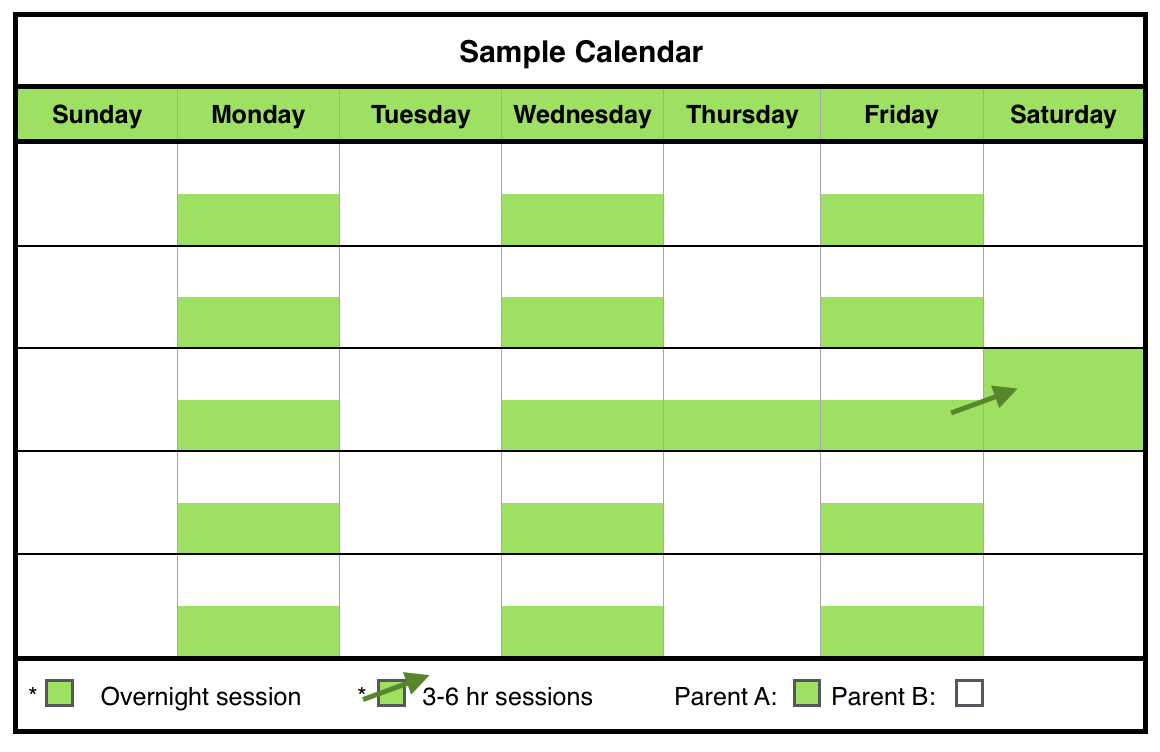 Sample Calendar
Sunday Monday Tuesday Wednesday Thursday Friday Saturday
* Overnight session * 3-6 hr sessions Parent A: Parent B: